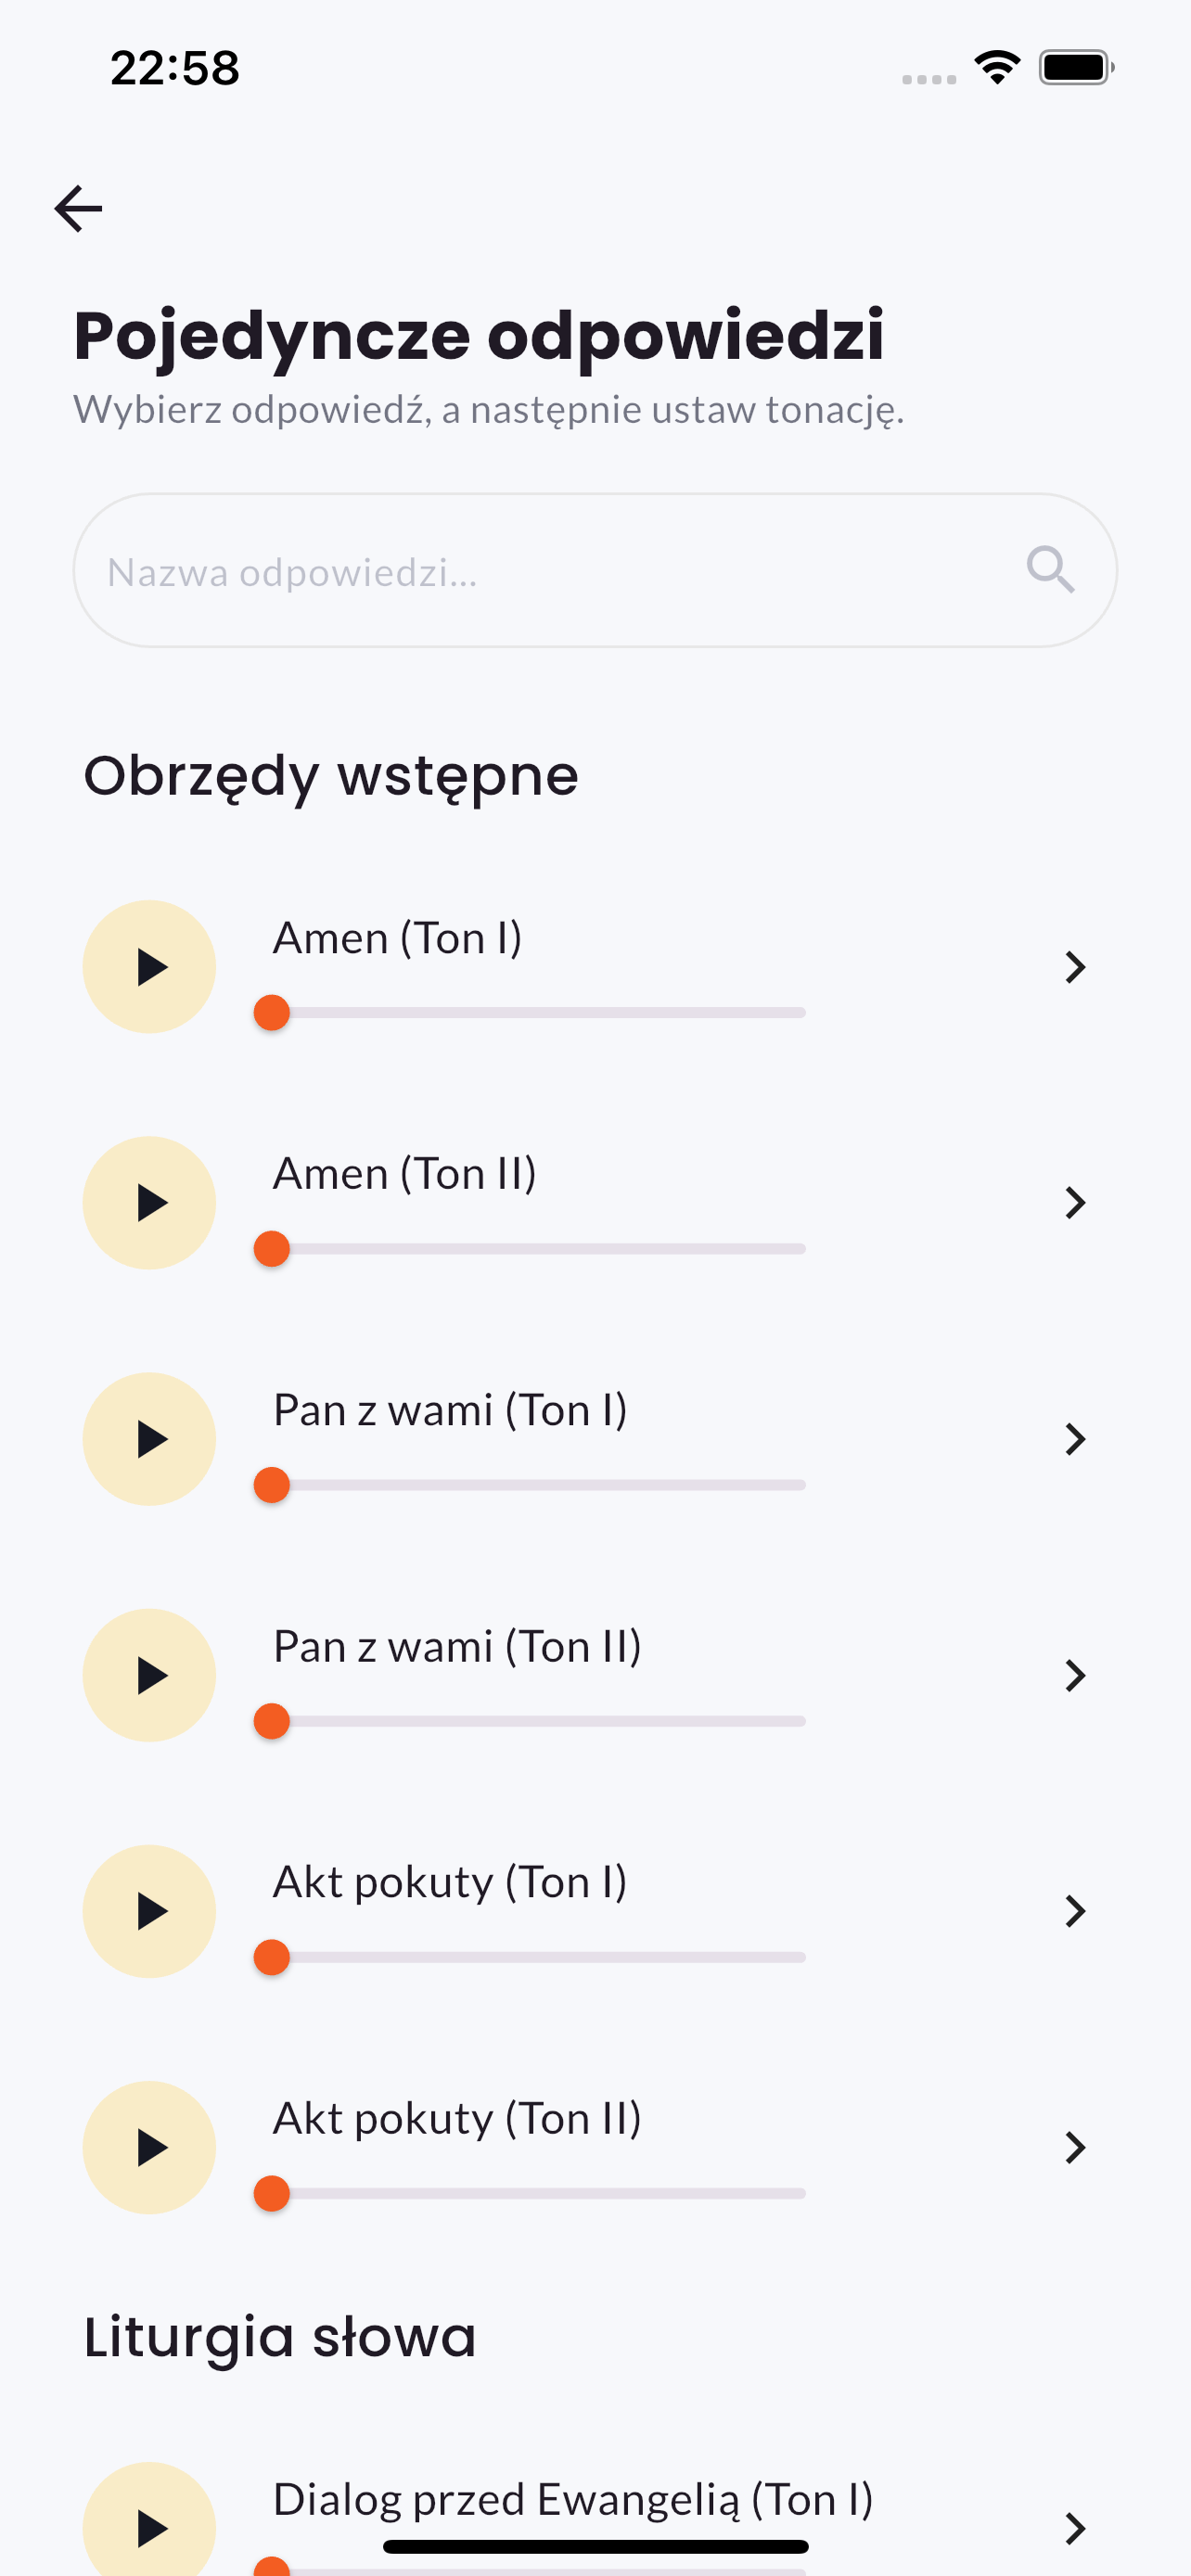 22:58
Pojedyncze odpowiedzi
Wybierz odpowiedź, a następnie ustaw tonację.
Nazwa odpowiedzi...
Obrzędy wstępne
Amen (Ton I)
Amen (Ton II)
Pan z wami (Ton I)
Pan z wami (Ton II)
Akt pokuty (Ton I)
Akt pokuty (Ton II)
Liturgia słowa
Dialog przed Ewangelią (Ton I)